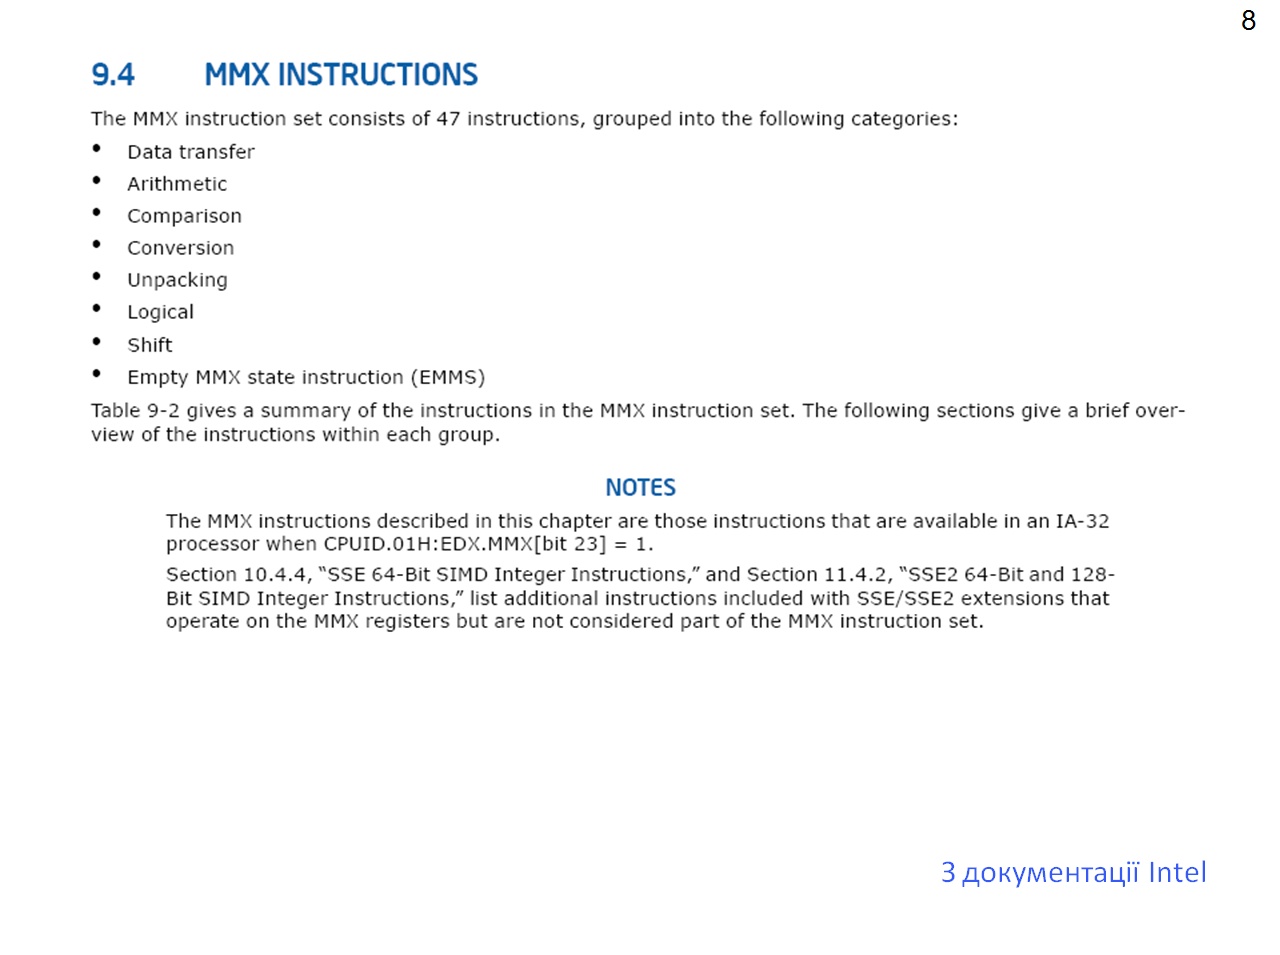 8
9.4 MMX INSTRUCTIONS
The MMX instruction set consists of 47 instructions, grouped into the following categories:
• Data transfer
• Arithmetic
• Comparison
• Conversion
• Unpacking
• Logical
• Shift
• Empty MMX state instruction (EMMS)
Table 9-2 gives a summary of the instructions in the MMX instruction set. The following sections give a brief over-
view of the instructions within each group.
NOTES
The MMX instructions described in this chapter are those instructions that are available in an IA-32
processor when CPUID.01H:EDX.MMX[bit 23] = 1.
Section 10.4.4, “SSE 64-Bit SIMD Integer Instructions,” and Section 11.4.2, “SSE2 64-Bit and 128-
Bit SIMD Integer Instructions,” list additional instructions included with SSE/SSE2 extensions that
operate on the MMX registers but are not considered part of the MMX instruction set.
З документації Intel